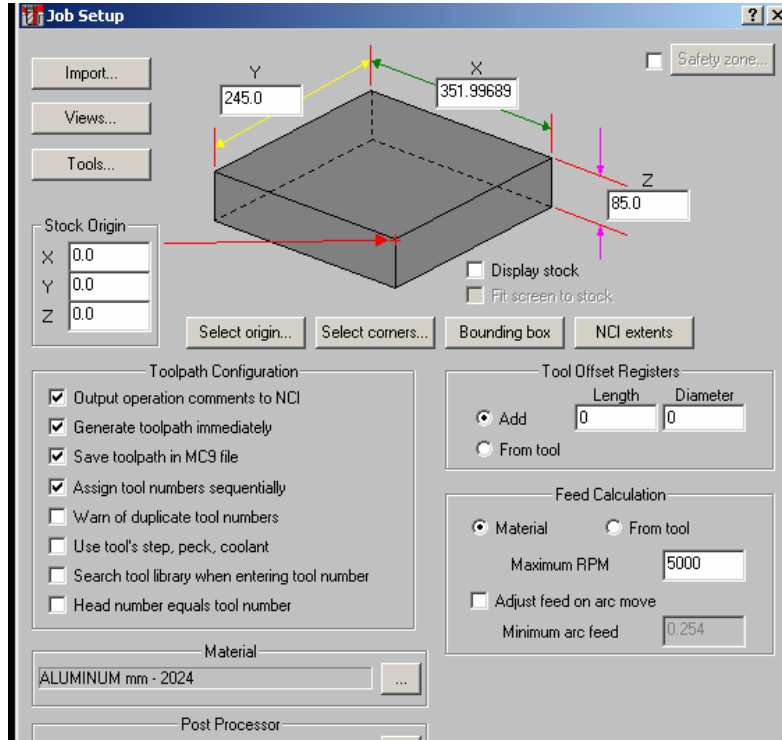 Job Setup
Import...
Views...
Tools...
Y
245.0
X
351.99689
Safety zone...
Z
85.0
Stock Origin
X 0.0
Y 0.0
Z 0.0
Display stock
Fit screen to stock
Select origin... Select corners... Bounding box NCI extents
Toolpath Configuration
Output operation comments to NCI
Generate toolpath immediately
Save toolpath in MC9 file
Assign tool numbers sequentially
Warn of duplicate tool numbers
Use tool's step, peck, coolant
Search tool library when entering tool number
Head number equals tool number
Tool Offset Registers
Length Diameter
Add 0 0
From tool
Feed Calculation
Material From tool
Maximum RPM 5000
Adjust feed on arc move
Minimum arc feed 0.254
Material
ALUMINUM mm - 2024 ...
Post Processor